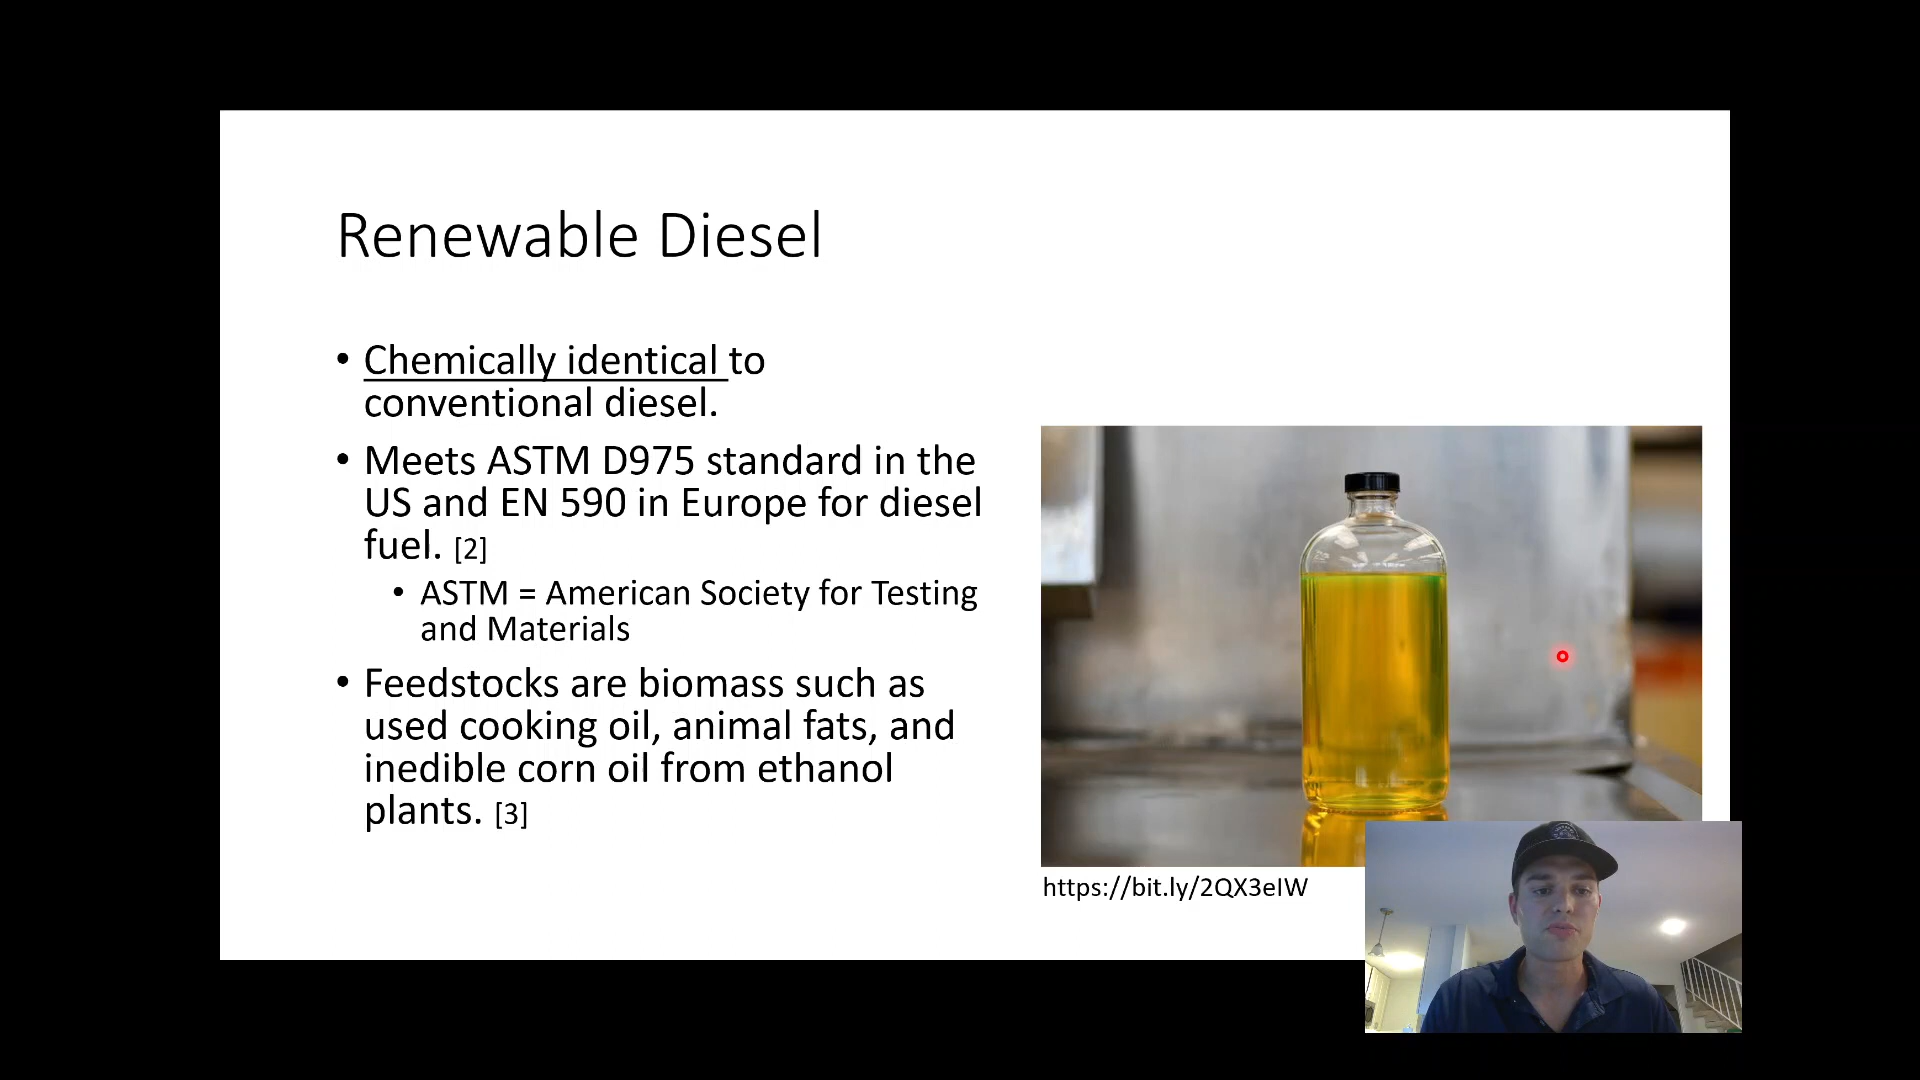 Renewable Diesel
• Chemically identical to
conventional diesel.
• Meets ASTM D975 standard in the
US and EN 590 in Europe for diesel
fuel. [2]
• ASTM = American Society for Testing
and Materials
• Feedstocks are biomass such as
used cooking oil, animal fats, and
inedible corn oil from ethanol
plants. [3]
https://bit.ly/2QX3eIW